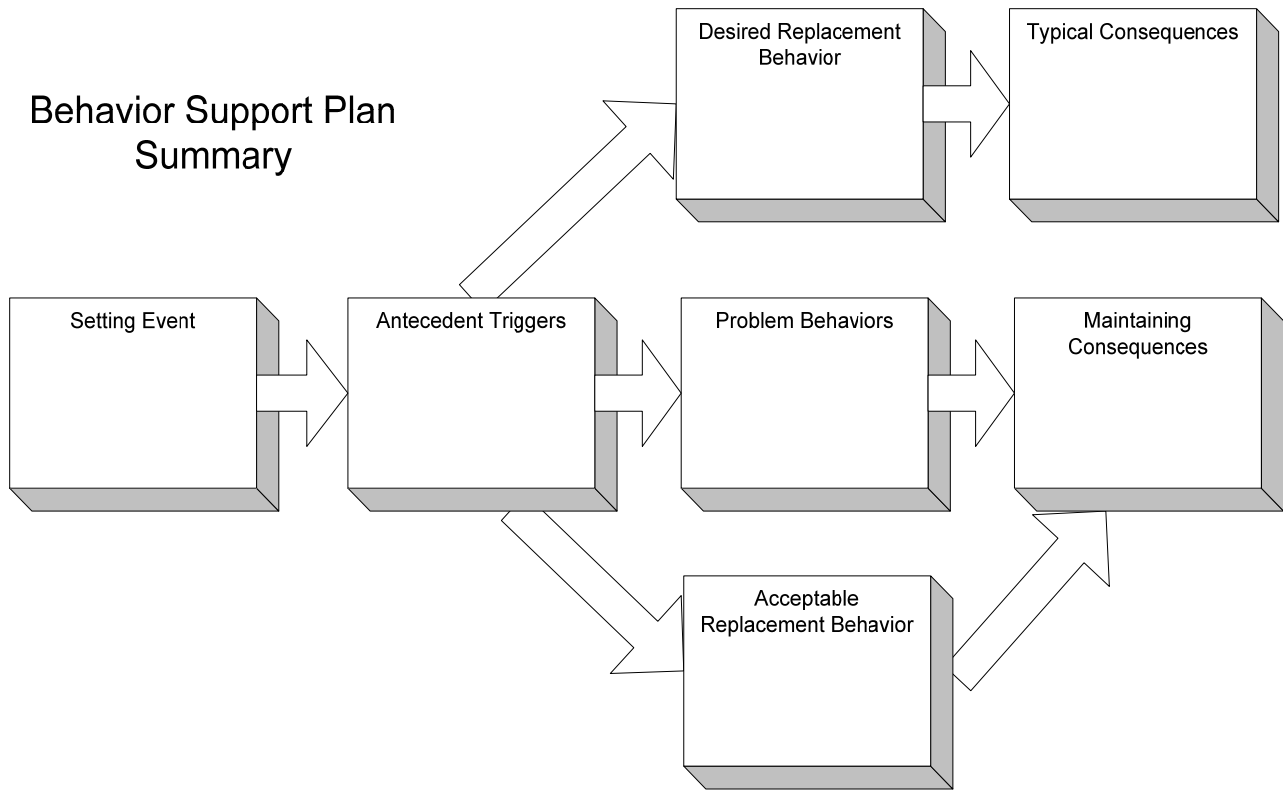 Behavior Support Plan
Summary
Desired Replacement
Behavior
Typical Consequences
Setting Event
Antecedent Triggers
Problem Behaviors
Maintaining
Consequences
Acceptable
Replacement Behavior